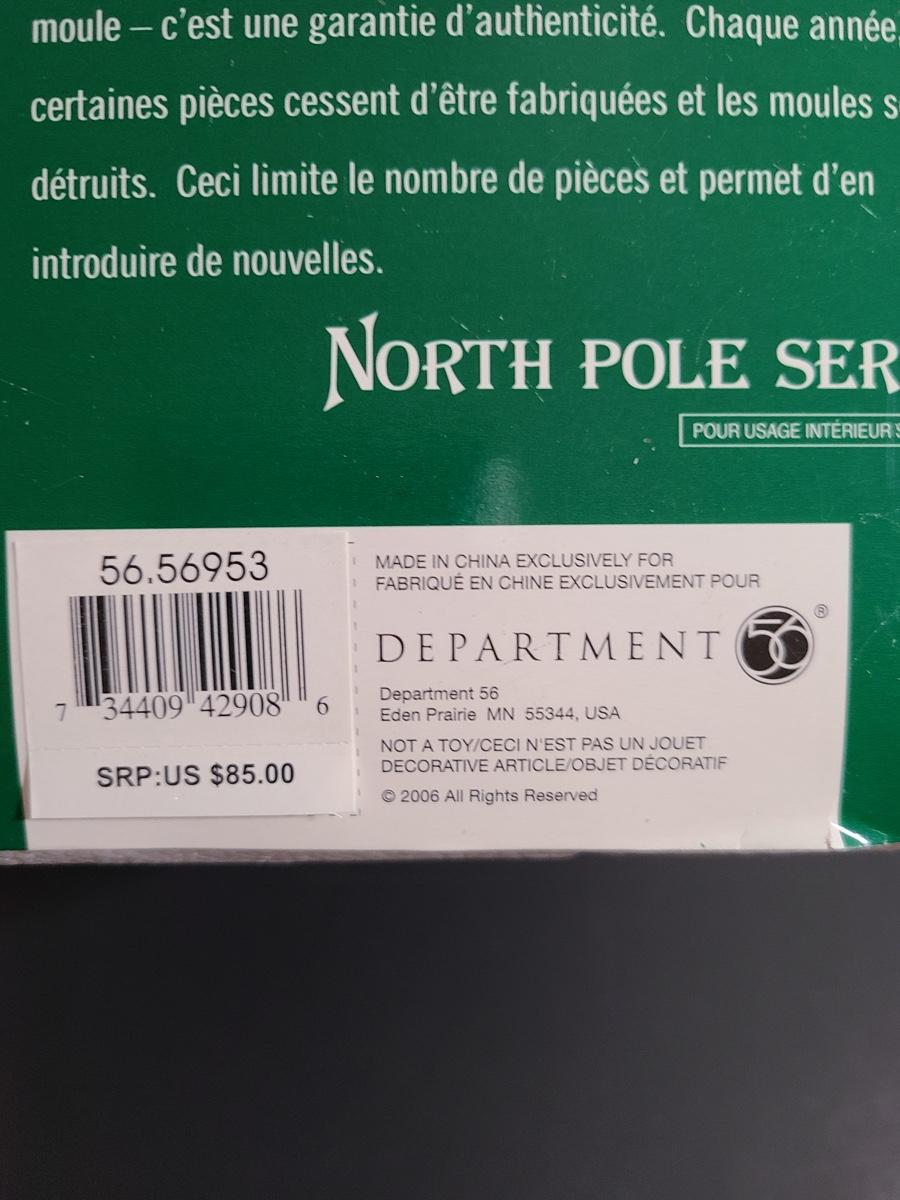 moule – c'est une garantie d'authenticité. Chaque année,
certaines pièces cessent d'être fabriquées et les moules s
détruits. Ceci limite le nombre de pièces et permet d'en
introduire de nouvelles.
NORTH POLE SER
POUR USAGE INTÉRIEUR S
56.56953
7 34409 42908 6
SRP:US $85.00
MADE IN CHINA EXCLUSIVELY FOR
FABRIQUÉ EN CHINE EXCLUSIVEMENT POUR
DEPARTMENT 56 ®
Department 56
Eden Prairie MN 55344, USA
NOT A TOY/CECI N'EST PAS UN JOUET
DECORATIVE ARTICLE/OBJET DÉCORATIF
© 2006 All Rights Reserved